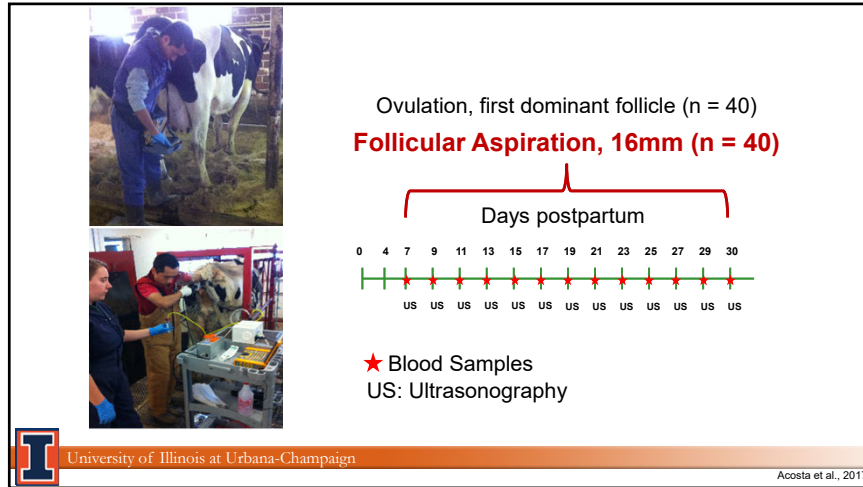 Ovulation, first dominant follicle (n = 40)
Follicular Aspiration, 16mm (n = 40)
Days postpartum
0 4 7 9 11 13 15 17 19 21 23 25 27 29 30
US US US US US US US US US US US US US
Blood Samples
US: Ultrasonography
I
University of Illinois at Urbana-Champaign
Acosta et al., 2017